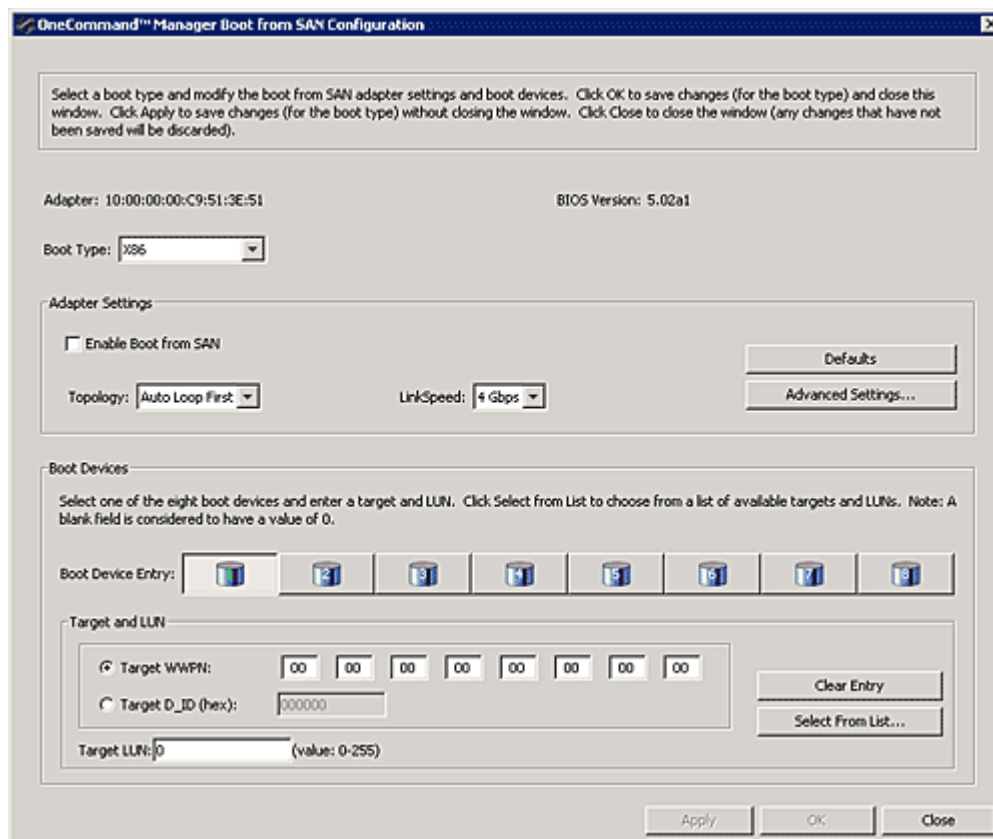 OneCommand™ Manager Boot from SAN Configuration
Select a boot type and modify the boot from SAN adapter settings and boot devices. Click OK to save changes (for the boot type) and close this
window. Click Apply to save changes (for the boot type) without closing the window. Click Close to close the window (any changes that have not
been saved will be discarded).
Adapter: 10:00:00:00:C9:51:3E:51 BIOS Version: 5.02a1
Boot Type: X86
Adapter Settings
Enable Boot from SAN
Defaults
Topology: Auto Loop First LinkSpeed: 4 Gbps Advanced Settings...
Boot Devices
Select one of the eight boot devices and enter a target and LUN. Click Select from List to choose from a list of available targets and LUNs. Note: A
blank field is considered to have a value of 0.
Boot Device Entry: 1 2 3 4 5 6 7 8
Target and LUN
Target WWPN: 00 00 00 00 00 00 00 00
Clear Entry
Target D_ID (hex): 000000
Select From List...
Target LUN: 0 (value: 0-255)
Apply OK Close